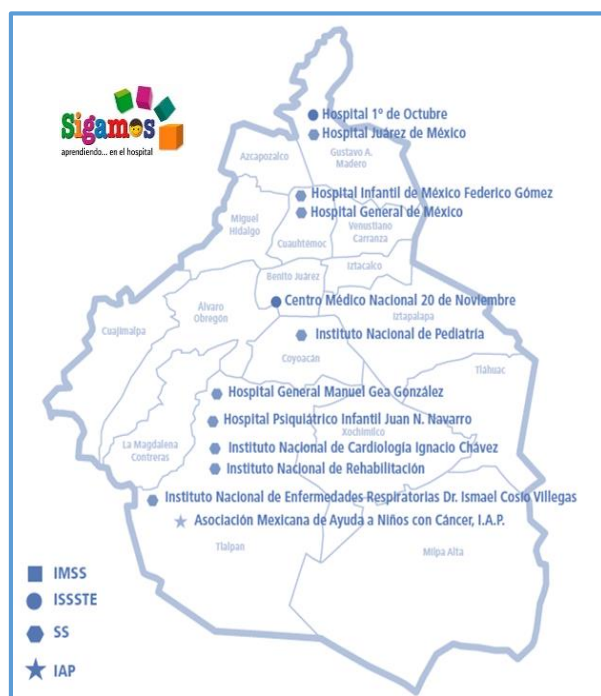 Sigamos
aprendiendo... en el hospital
Hospital 1º de Octubre
Hospital Juárez de México
Azcapozalco
Gustavo A.
Madero
Hospital Infantil de México Federico Gómez
Hospital General de México
Miguel
Hidalgo
Venustiano
Carranza
Cuauhtémoc
Iztacalco
Benito Juárez
Centro Médico Nacional 20 de Noviembre
Iztapalapa
Álvaro
Obregón
Cuajimalpa
Instituto Nacional de Pediatría
Coyoacán
Tláhuac
Hospital General Manuel Gea González
Hospital Psiquiátrico Infantil Juan N. Navarro
Xochimilco
La Magdalena
Contreras
Instituto Nacional de Cardiología Ignacio Chávez
Instituto Nacional de Rehabilitación
Instituto Nacional de Enfermedades Respiratorias Dr. Ismael Cosío Villegas
Asociación Mexicana de Ayuda a Niños con Cáncer, I.A.P.
Tlalpan
Milpa Alta
IMSS
ISSSTE
SS
IAP